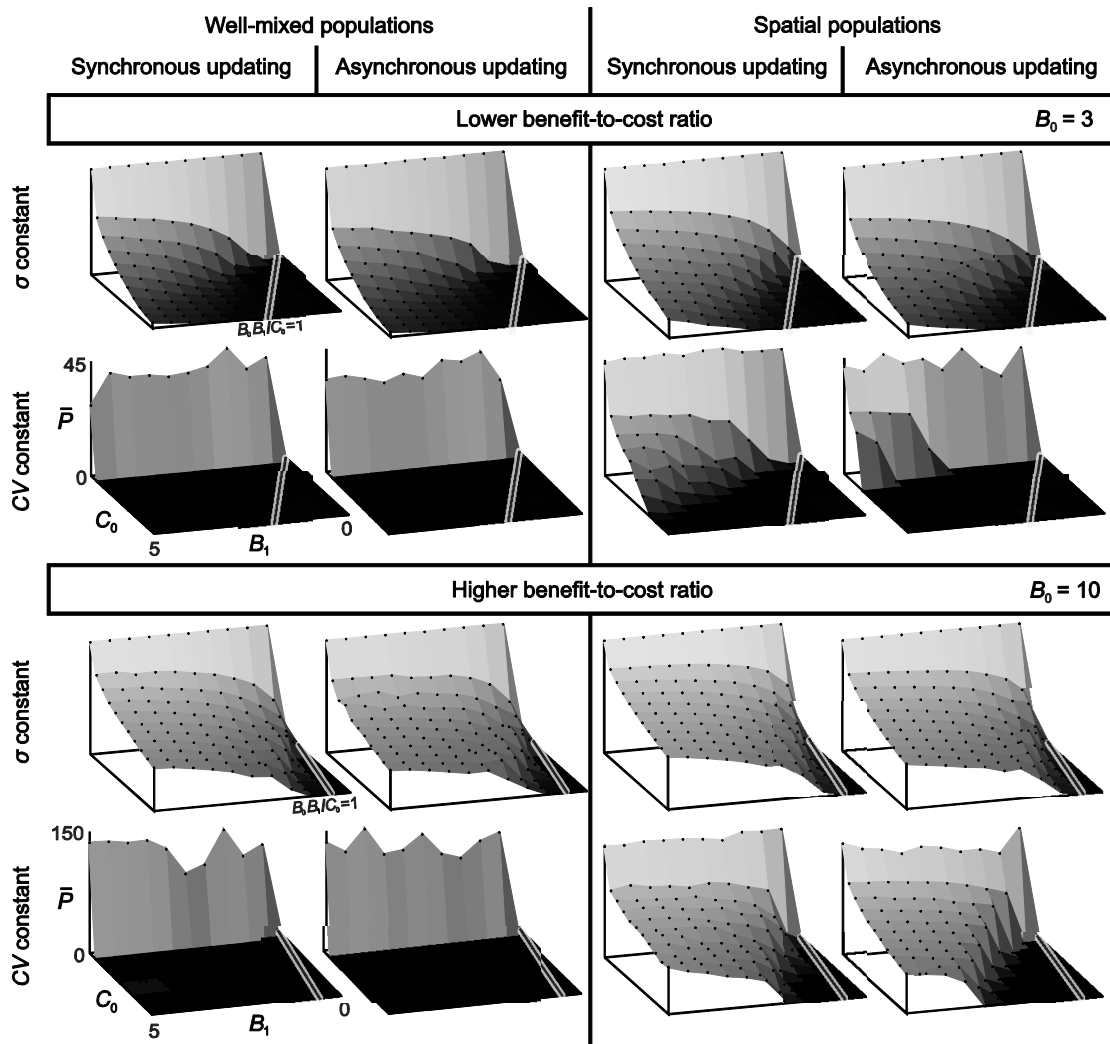 Well-mixed populations
Spatial populations
Synchronous updating
Asynchronous updating
Synchronous updating
Asynchronous updating
Lower benefit-to-cost ratio
B₀ = 3
σ constant
B₀B₁/C₀=1
CV constant
45
P̅
0
C₀
5
B₁
0
Higher benefit-to-cost ratio
B₀ = 10
σ constant
B₀B₁/C₀=1
CV constant
150
P̅
0
C₀
5
B₁
0